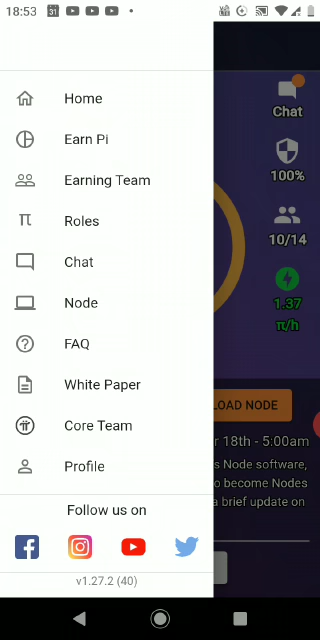 18:53
31
Home
Earn Pi
Earning Team
π Roles
Chat
Node
FAQ
White Paper
Core Team
Profile
Follow us on
v1.27.2 (40)
Chat
100%
10/14
1.37
π/h
LOAD NODE
r 18th - 5:00am
s Node software,
o become Nodes
a brief update on